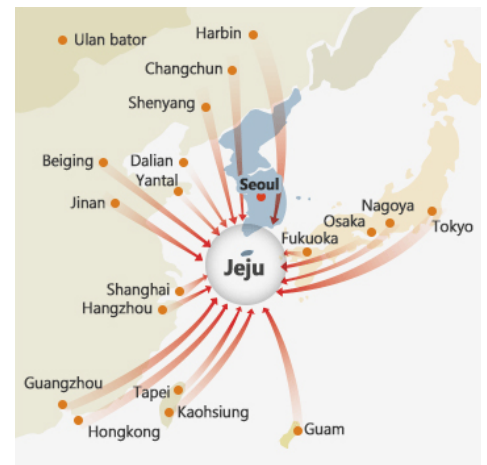 Ulan bator
Harbin
Changchun
Shenyang
Beiging
Dalian
Yantal
Seoul
Jinan
Nagoya
Osaka
Tokyo
Fukuoka
Jeju
Shanghai
Hangzhou
Guangzhou
Tapei
Kaohsiung
Hongkong
Guam